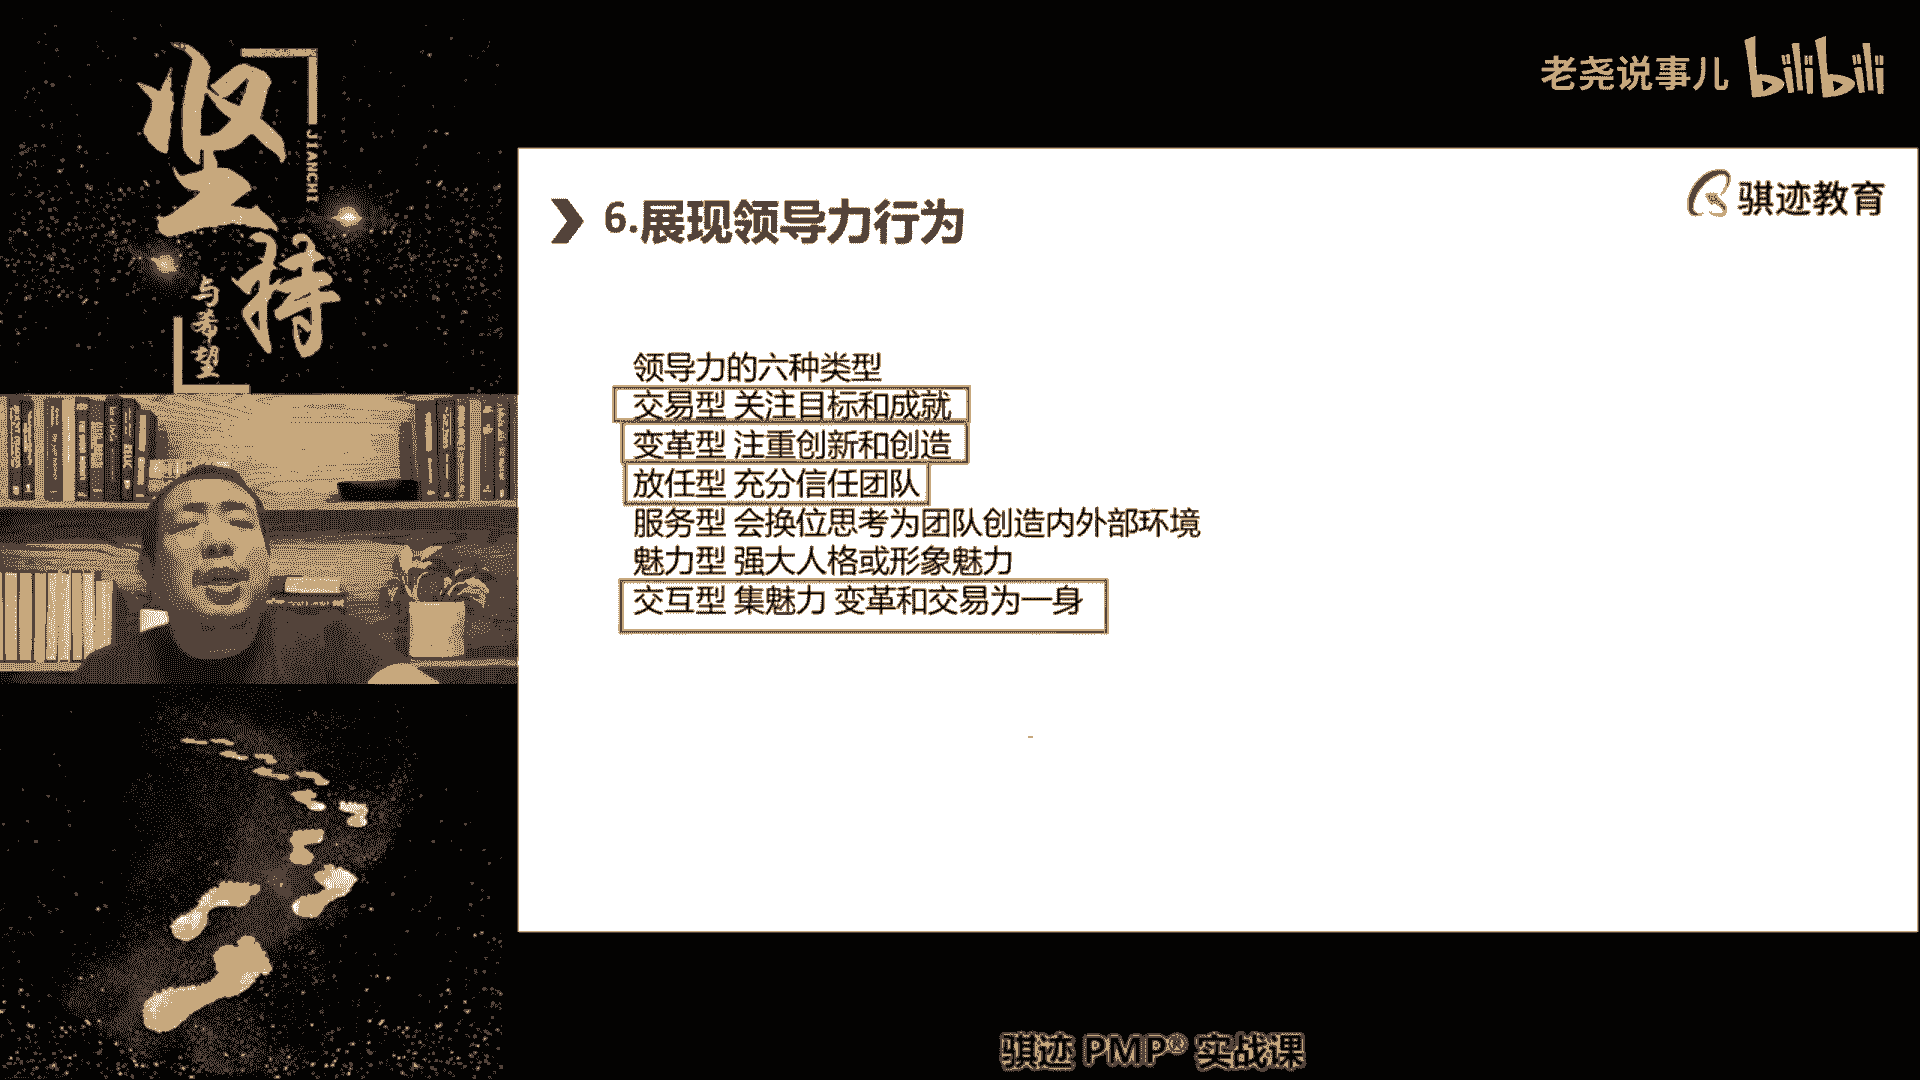 坚持
JIANCHI
与希望
老尧说事儿 bilibili
骐迹教育
6.展现领导力行为
领导力的六种类型
交易型 关注目标和成就
变革型 注重创新和创造
放任型 充分信任团队
服务型 会换位思考为团队创造内外部环境
魅力型 强大人格或形象魅力
交互型 集魅力 变革和交易为一身
骐迹 PMP® 实战课